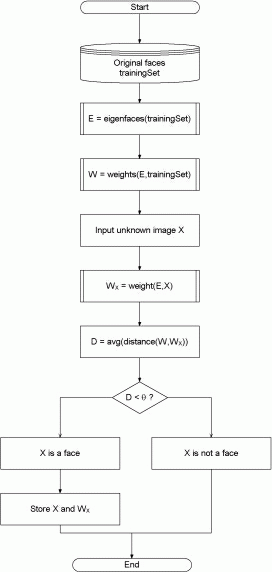 Start
Original faces
trainingSet
E = eigenfaces(trainingSet)
W = weights(E,trainingSet)
Input unknown image X
Wx = weight(E,X)
D = avg(distance(W,Wx))
D < θ ?
X is a face
X is not a face
Store X and Wx
End